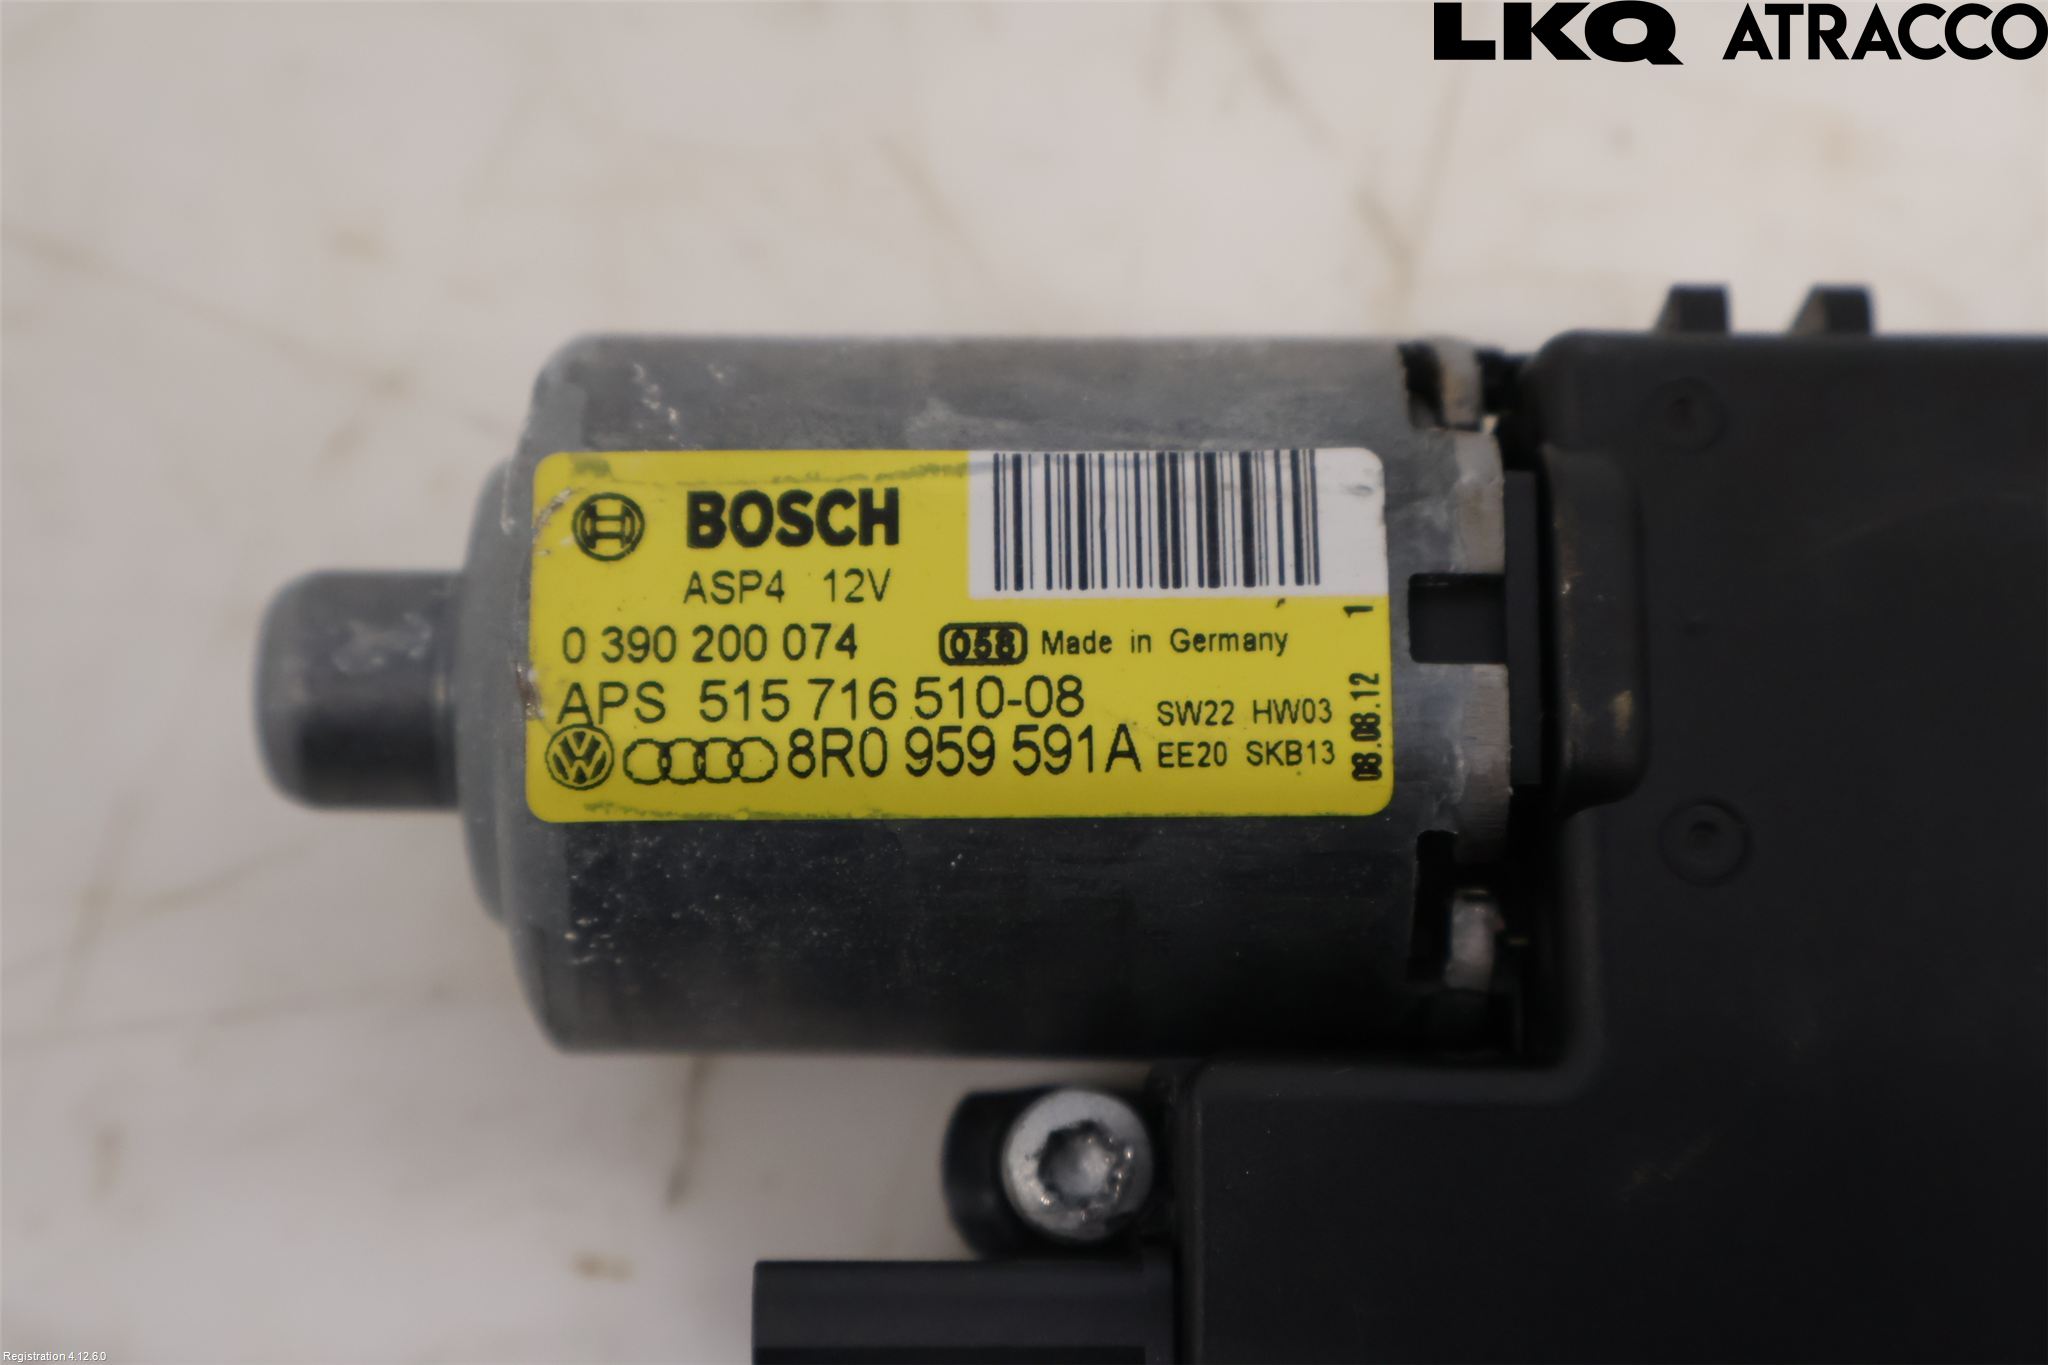 LKQ ATRACCO
BOSCH
ASP4 12V
0 390 200 074
058 Made in Germany
APS 515 716 510-08
8R0 959 591A
SW22 HW03
EE20 SKB13
08.08.12 1
Registration 4.12.6.0